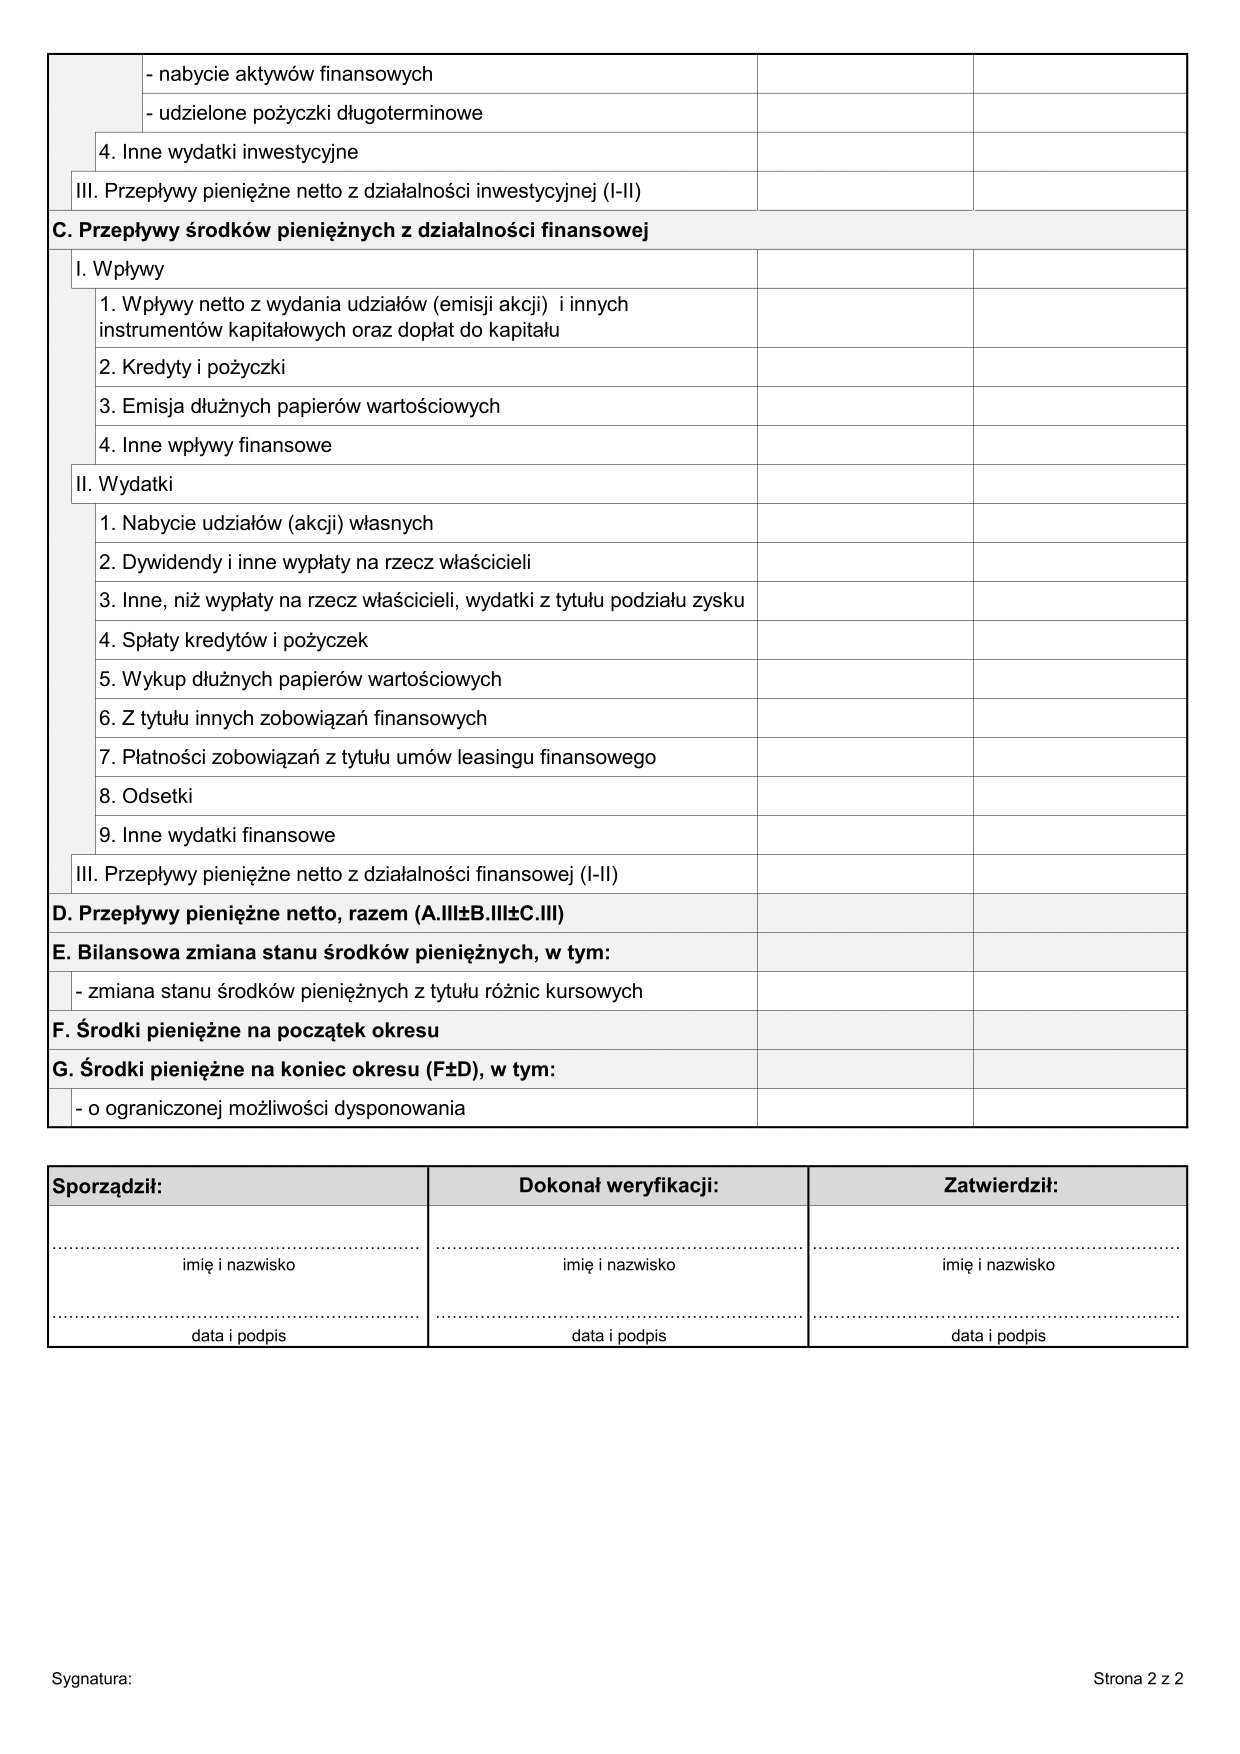 - nabycie aktywów finansowych
- udzielone pożyczki długoterminowe
4. Inne wydatki inwestycyjne
III. Przepływy pieniężne netto z działalności inwestycyjnej (I-II)
C. Przepływy środków pieniężnych z działalności finansowej
I. Wpływy
1. Wpływy netto z wydania udziałów (emisji akcji)  i innych
instrumentów kapitałowych oraz dopłat do kapitału
2. Kredyty i pożyczki
3. Emisja dłużnych papierów wartościowych
4. Inne wpływy finansowe
II. Wydatki
1. Nabycie udziałów (akcji) własnych
2. Dywidendy i inne wypłaty na rzecz właścicieli
3. Inne, niż wypłaty na rzecz właścicieli, wydatki z tytułu podziału zysku
4. Spłaty kredytów i pożyczek
5. Wykup dłużnych papierów wartościowych
6. Z tytułu innych zobowiązań finansowych
7. Płatności zobowiązań z tytułu umów leasingu finansowego
8. Odsetki
9. Inne wydatki finansowe
III. Przepływy pieniężne netto z działalności finansowej (I-II)
D. Przepływy pieniężne netto, razem (A.III±B.III±C.III)
E. Bilansowa zmiana stanu środków pieniężnych, w tym:
- zmiana stanu środków pieniężnych z tytułu różnic kursowych
F. Środki pieniężne na początek okresu
G. Środki pieniężne na koniec okresu (F±D), w tym:
- o ograniczonej możliwości dysponowania
Sporządził: Dokonał weryfikacji: Zatwierdził:
imię i nazwisko imię i nazwisko imię i nazwisko
data i podpis data i podpis data i podpis
Sygnatura: Strona 2 z 2